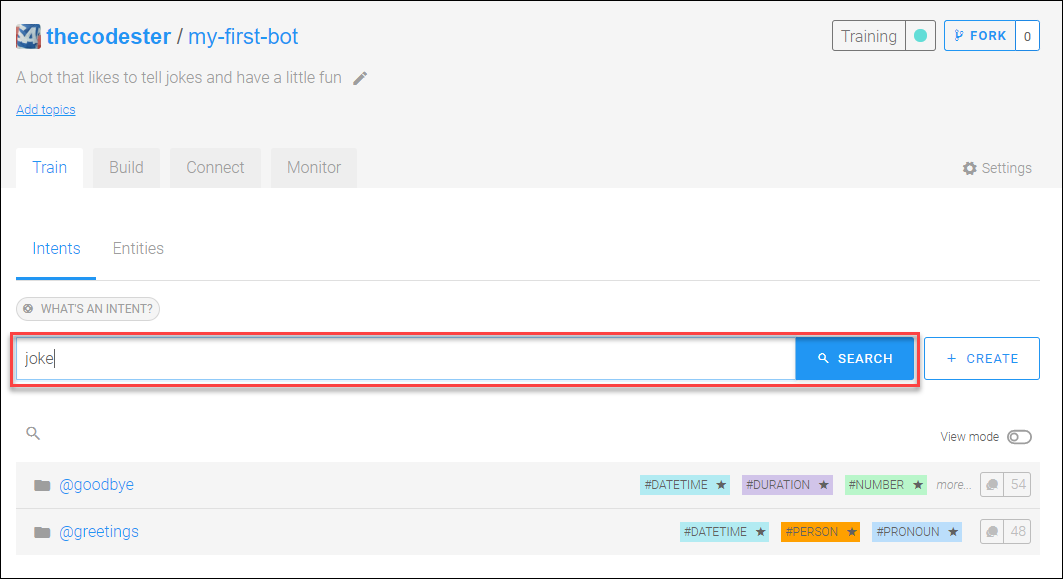 thecodester / my-first-bot Training FORK 0
A bot that likes to tell jokes and have a little fun
Add topics
Train Build Connect Monitor Settings
Intents Entities
WHAT'S AN INTENT?
joke SEARCH + CREATE
View mode
@goodbye #DATETIME ★ #DURATION ★ #NUMBER ★ more... 54
@greetings #DATETIME ★ #PERSON ★ #PRONOUN ★ 48